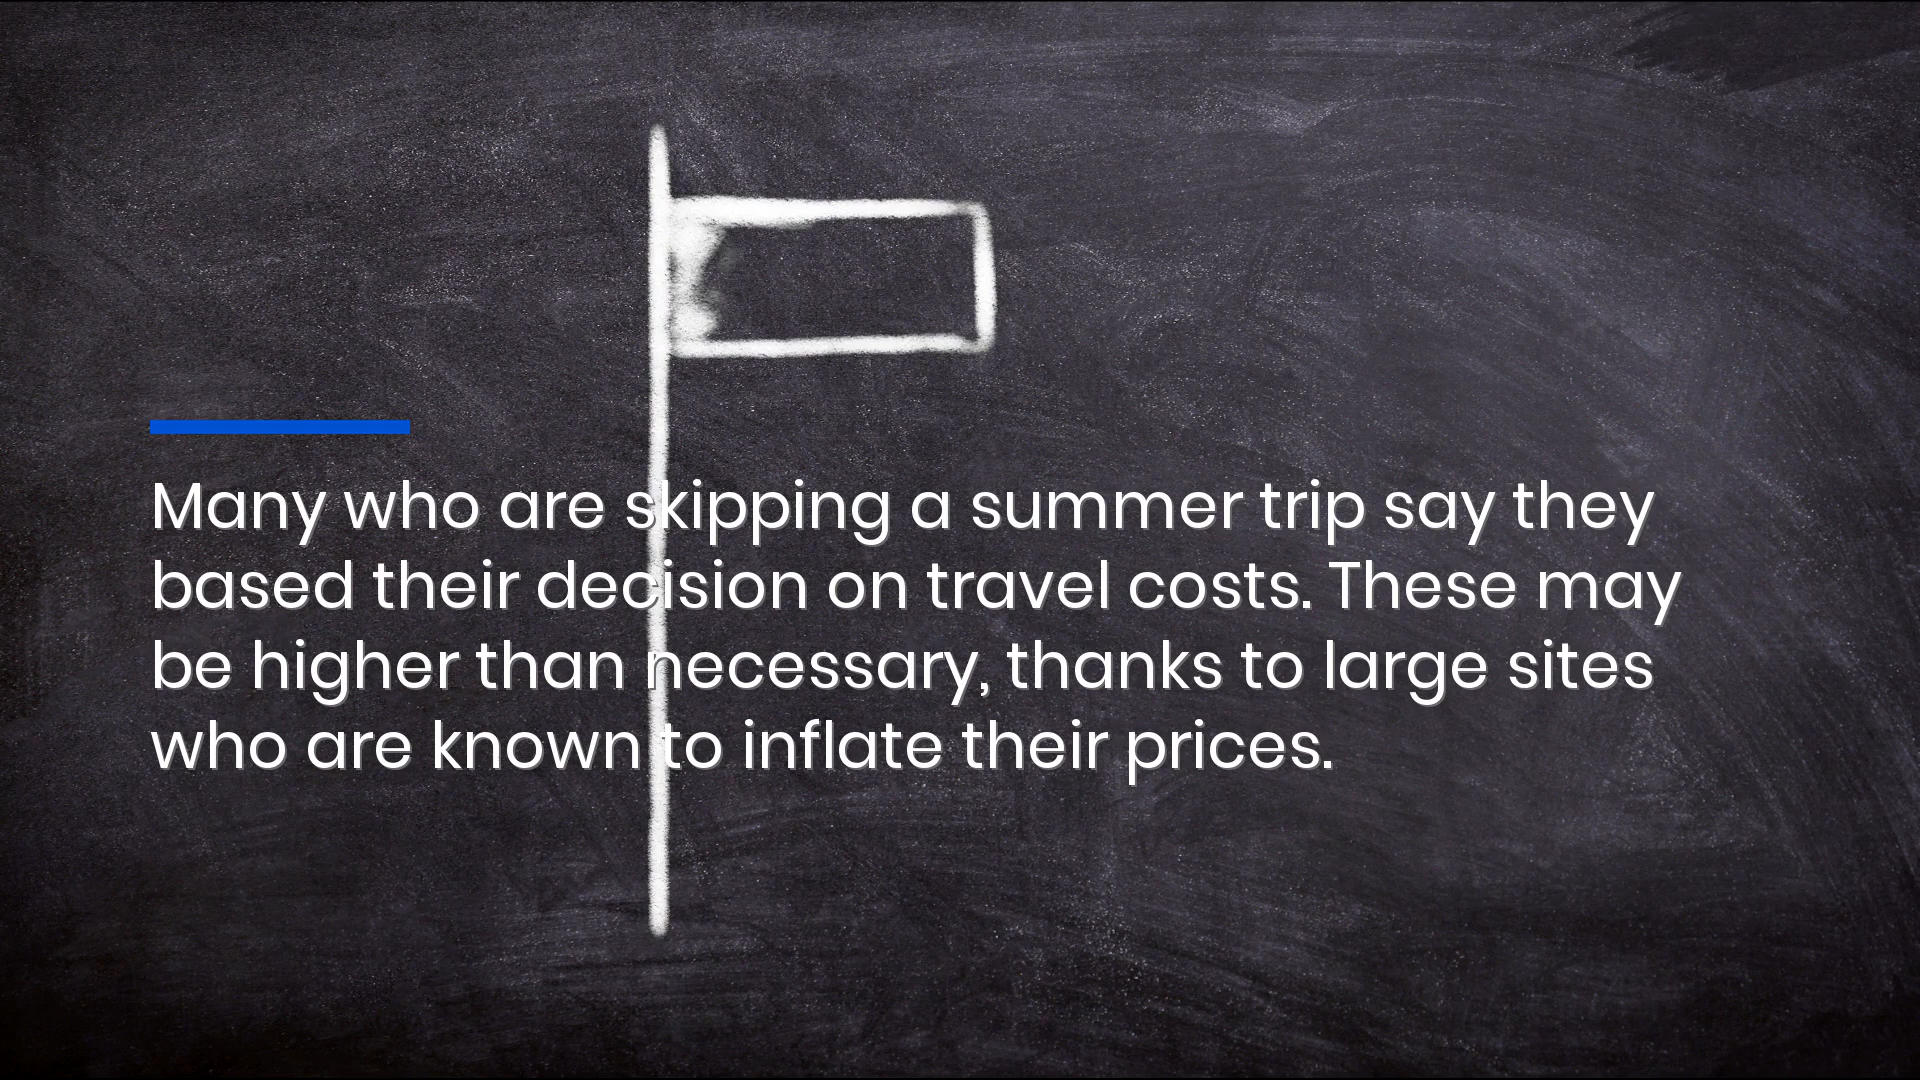 Many who are skipping a summer trip say they
based their decision on travel costs. These may
be higher than necessary, thanks to large sites
who are known to inflate their prices.